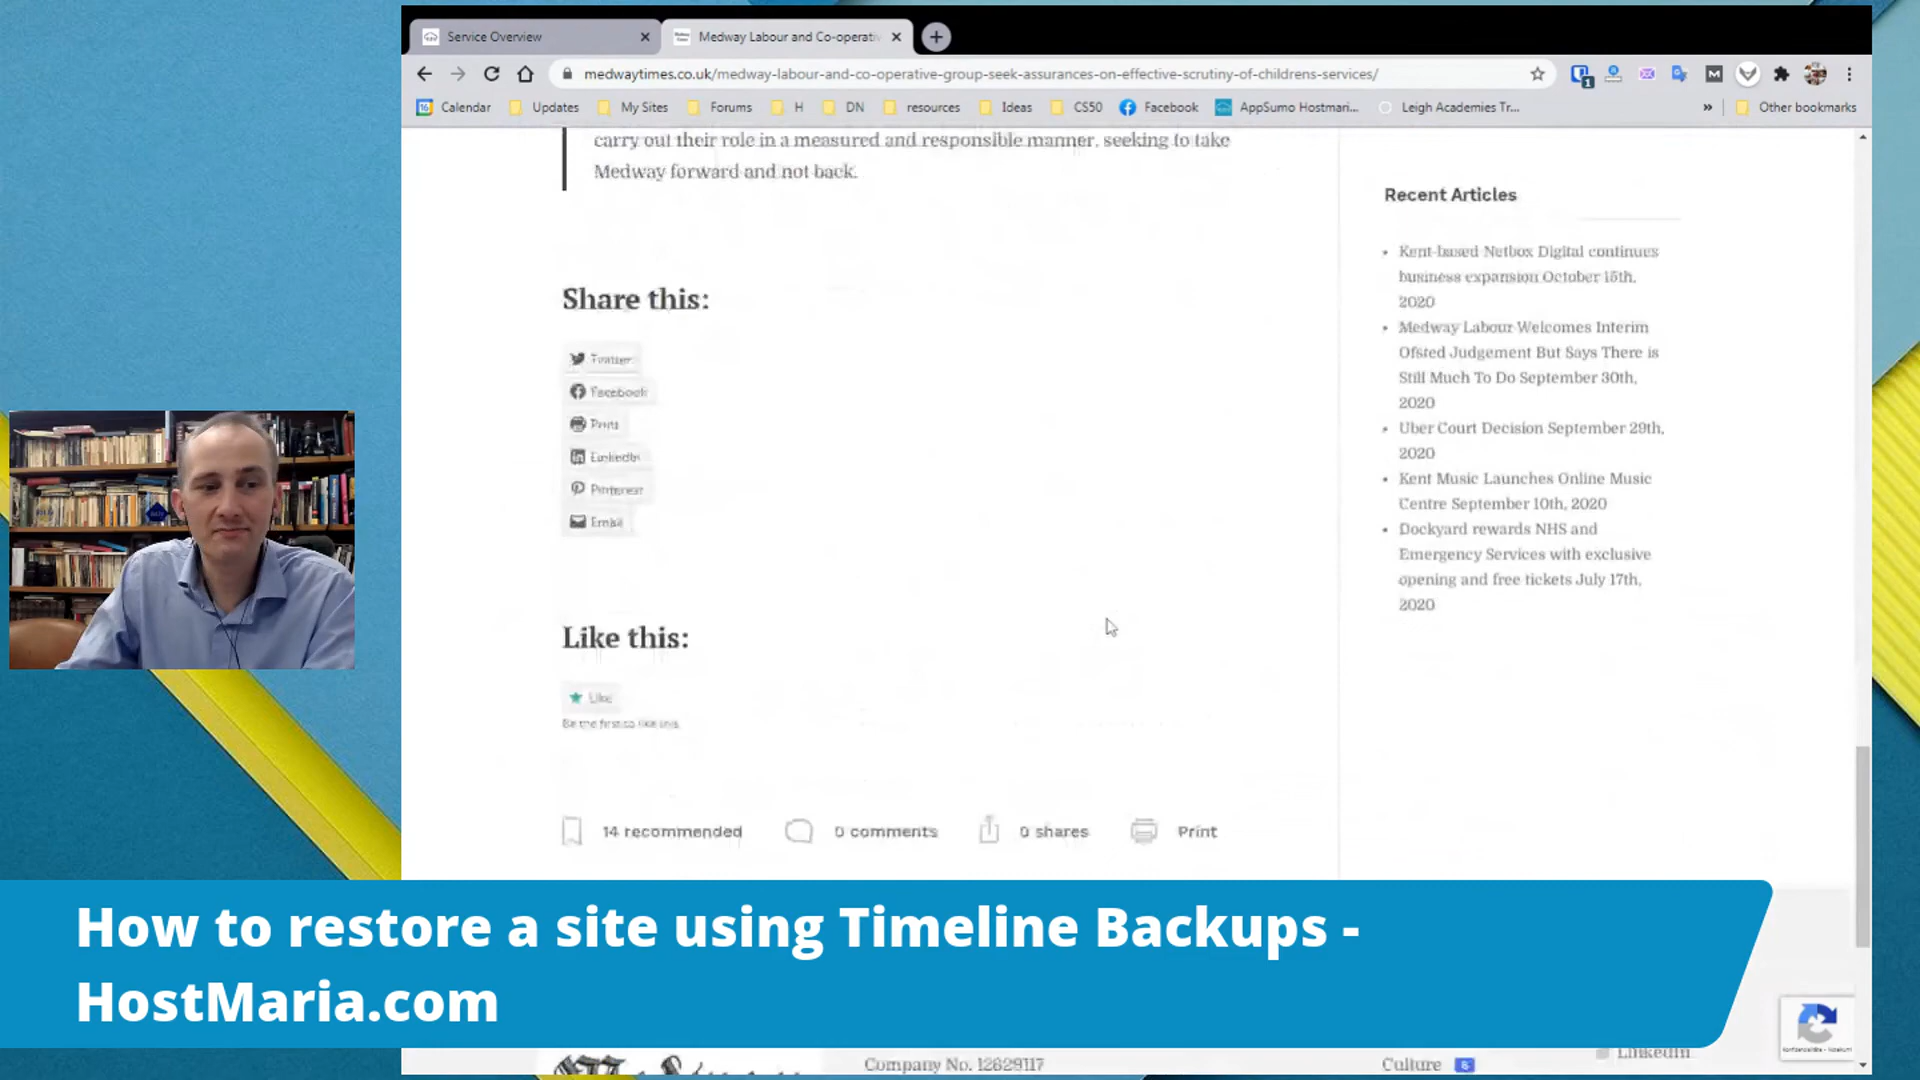 Service Overview
Medway Labour and Co-operati
medwaytimes.co.uk/medway-labour-and-co-operative-group-seek-assurances-on-effective-scrutiny-of-childrens-services/
Calendar Updates My Sites Forums H DN resources Ideas CS50 Facebook AppSumo Hostmari... Leigh Academies Tr... » Other bookmarks
carry out their role in a measured and responsible manner, seeking to take
Medway forward and not back.
Share this:
Twitter
Facebook
Print
LinkedIn
Pinterest
Email
Like this:
Like
Be the first to like this.
14 recommended 0 comments 0 shares Print
Recent Articles
Kent-based Netbox Digital continues
business expansion October 15th,
2020
Medway Labour Welcomes Interim
Ofsted Judgement But Says There is
Still Much To Do September 30th,
2020
Uber Court Decision September 29th,
2020
Kent Music Launches Online Music
Centre September 10th, 2020
Dockyard rewards NHS and
Emergency Services with exclusive
opening and free tickets July 17th,
2020
How to restore a site using Timeline Backups -
HostMaria.com
Company No. 12829117
Culture
LinkedIn